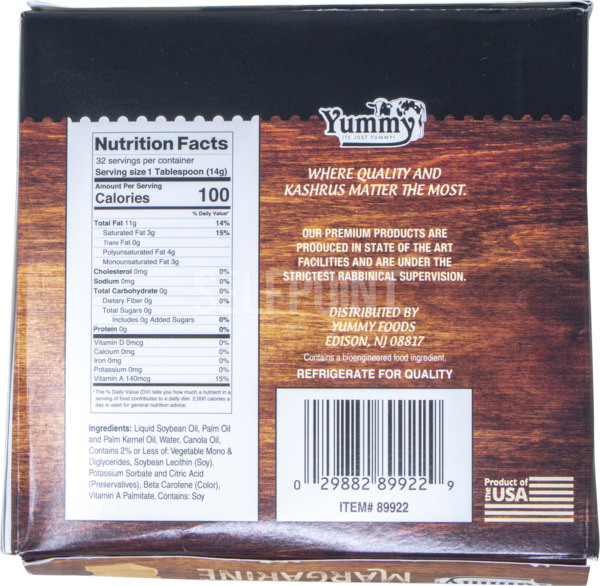 Yummy
IT'S JUST YUMMY!
Nutrition Facts
32 servings per container
Serving size 1 Tablespoon (14g)
Amount Per Serving
Calories 100
% Daily Value*
Total Fat 11g 14%
Saturated Fat 3g 15%
Trans Fat 0g
Polyunsaturated Fat 4g
Monounsaturated Fat 3g
Cholesterol 0mg 0%
Sodium 0mg 0%
Total Carbohydrate 0g 0%
Dietary Fiber 0g 0%
Total Sugars 0g
Includes 0g Added Sugars 0%
Protein 0g 0%
Vitamin D 0mcg 0%
Calcium 0mg 0%
Iron 0mg 0%
Potassium 0mg 0%
Vitamin A 140mcg 15%
*The % Daily Value (DV) tells you how much a nutrient in a
serving of food contributes to a daily diet. 2,000 calories a
day is used for general nutrition advice.
Ingredients: Liquid Soybean Oil, Palm Oil
and Palm Kernel Oil, Water, Canola Oil,
Contains 2% or Less of: Vegetable Mono &
Diglycerides, Soybean Lecithin (Soy).
Potassium Sorbate and Citric Acid
(Preservatives), Beta Carotene (Color),
Vitamin A Palmitate. Contains: Soy
WHERE QUALITY AND
KASHRUS MATTER THE MOST.
OUR PREMIUM PRODUCTS ARE
PRODUCED IN STATE OF THE ART
FACILITIES AND ARE UNDER THE
STRICTEST RABBINICAL SUPERVISION.
DISTRIBUTED BY
YUMMY FOODS
EDISON, NJ 08817
Contains a bioengineered food ingredient.
REFRIGERATE FOR QUALITY
0 29882 89922 9
ITEM# 89922
Product of
the USA
Yummy
MARGARINE